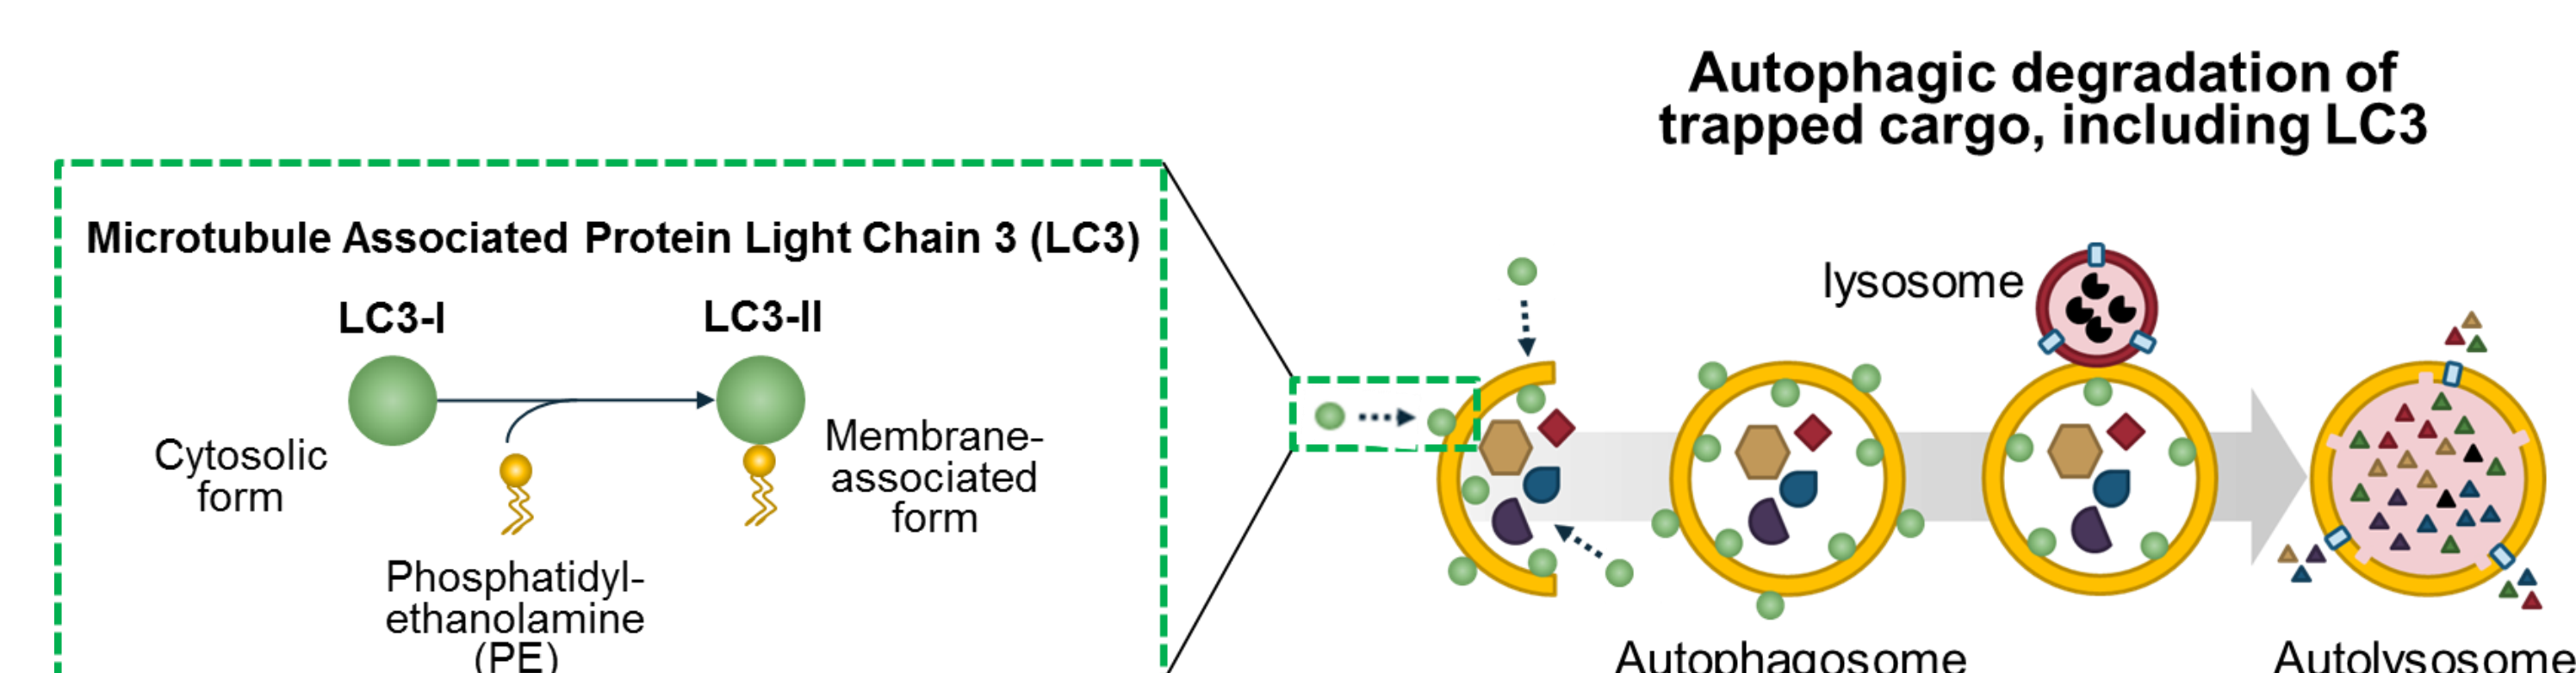 Autophagic degradation of
trapped cargo, including LC3
Microtubule Associated Protein Light Chain 3 (LC3)
LC3-I
LC3-II
Cytosolic
form
Membrane-
associated
form
Phosphatidyl-
ethanolamine
(PE)
lysosome
Autophagosome
Autolysosome